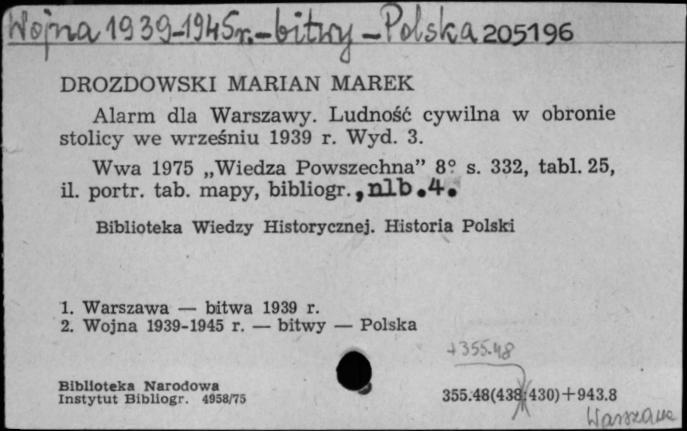 Wojna 1939-1945r. - bitwy - Polska 205196
DROZDOWSKI MARIAN MAREK
Alarm dla Warszawy. Ludność cywilna w obronie
stolicy we wrześniu 1939 r. Wyd. 3.
Wwa 1975 „Wiedza Powszechna” 8° s. 332, tabl. 25,
il. portr. tab. mapy, bibliogr., nlb. 4.
Biblioteka Wiedzy Historycznej. Historia Polski
1. Warszawa — bitwa 1939 r.
2. Wojna 1939-1945 r. — bitwy — Polska
+355.48
Biblioteka Narodowa
Instytut Bibliogr. 4958/75
355.48(438:430)+943.8
Warszawa